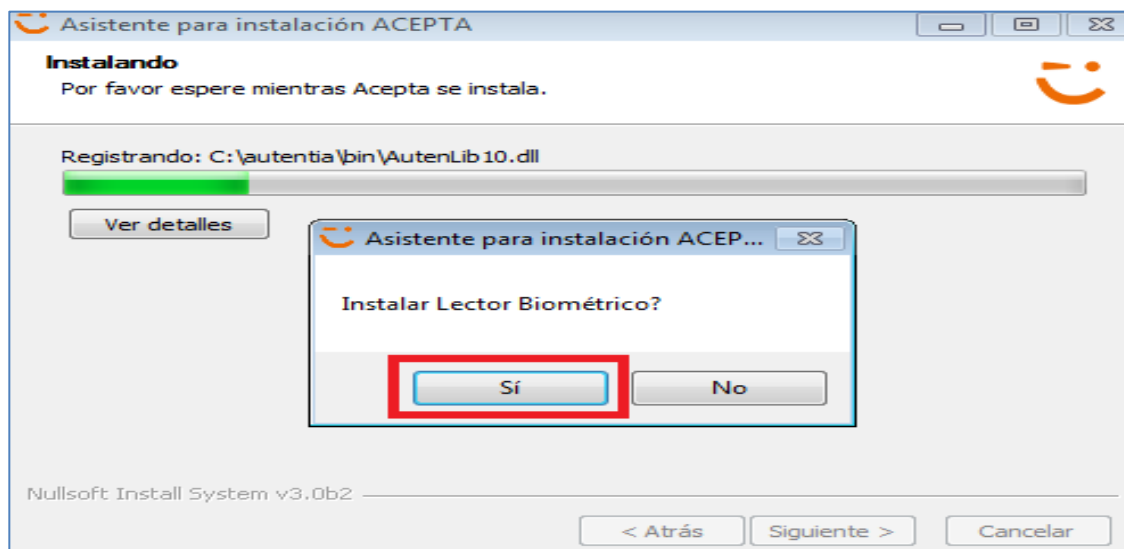 Asistente para instalación ACEPTA
Instalando
Por favor espere mientras Acepta se instala.
Registrando: C:\autentia\bin\AutenLib10.dll
Ver detalles
Asistente para instalación ACEP...
Instalar Lector Biométrico?
Sí No
Nullsoft Install System v3.0b2
< Atrás Siguiente > Cancelar